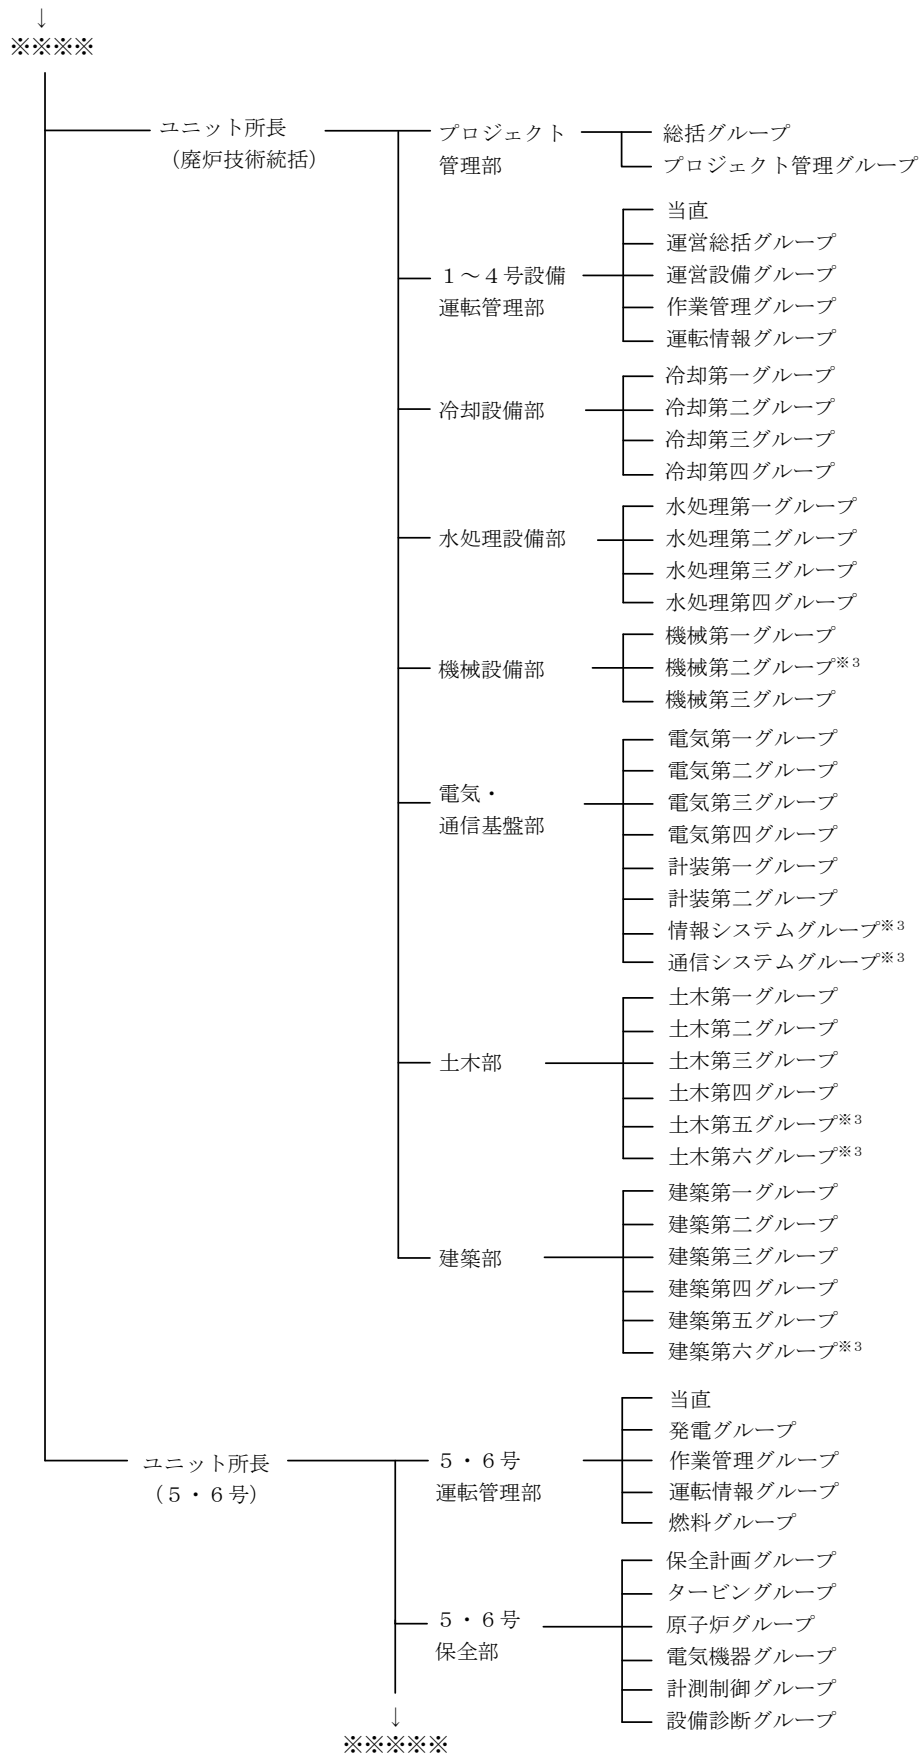 ↓
※※※※
ユニット所長
（廃炉技術統括）
プロジェクト
管理部
総括グループ
プロジェクト管理グループ
１～４号設備
運転管理部
当直
運営総括グループ
運営設備グループ
作業管理グループ
運転情報グループ
冷却設備部
冷却第一グループ
冷却第二グループ
冷却第三グループ
冷却第四グループ
水処理設備部
水処理第一グループ
水処理第二グループ
水処理第三グループ
水処理第四グループ
機械設備部
機械第一グループ
機械第二グループ※３
機械第三グループ
電気・
通信基盤部
電気第一グループ
電気第二グループ
電気第三グループ
電気第四グループ
計装第一グループ
計装第二グループ
情報システムグループ※３
通信システムグループ※３
土木部
土木第一グループ
土木第二グループ
土木第三グループ
土木第四グループ
土木第五グループ※３
土木第六グループ※３
建築部
建築第一グループ
建築第二グループ
建築第三グループ
建築第四グループ
建築第五グループ
建築第六グループ※３
ユニット所長
（５・６号）
５・６号
運転管理部
当直
発電グループ
作業管理グループ
運転情報グループ
燃料グループ
５・６号
保全部
保全計画グループ
タービングループ
原子炉グループ
電気機器グループ
計測制御グループ
設備診断グループ
↓
※※※※※